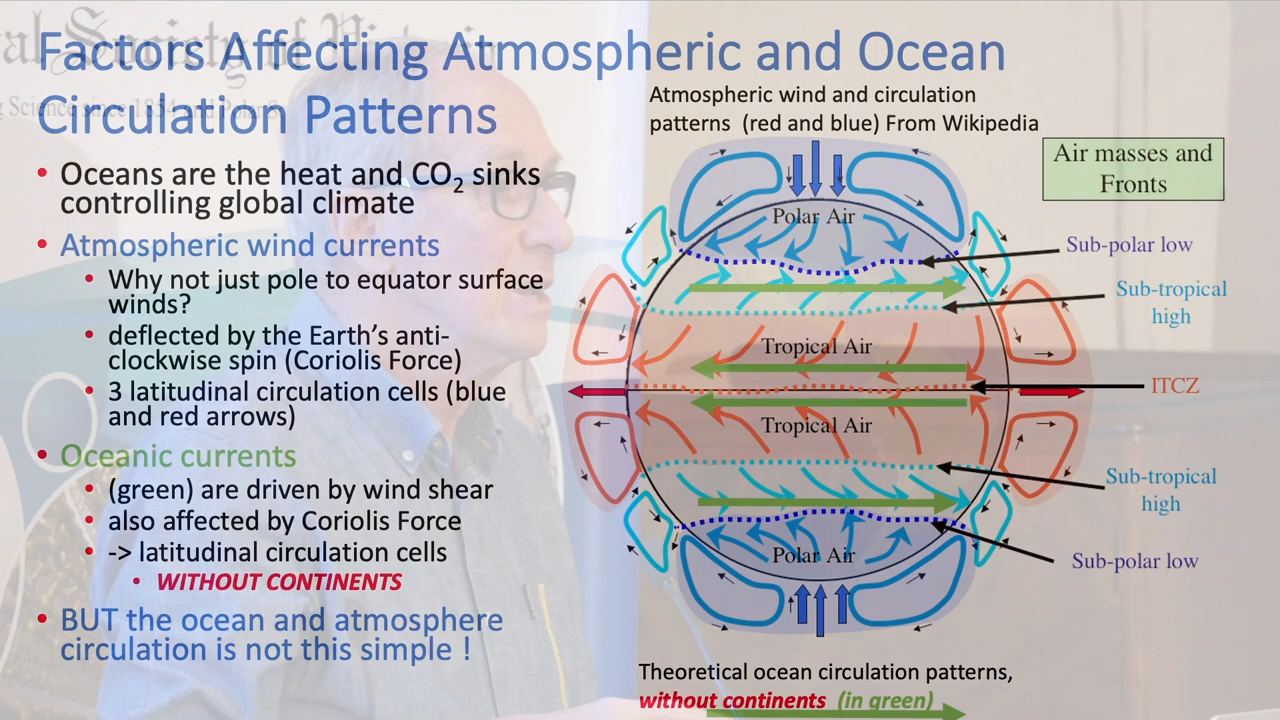 Factors Affecting Atmospheric and Ocean
Circulation Patterns
• Oceans are the heat and CO₂ sinks
controlling global climate
• Atmospheric wind currents
• Why not just pole to equator surface
winds?
• deflected by the Earth's anti-
clockwise spin (Coriolis Force)
• 3 latitudinal circulation cells (blue
and red arrows)
• Oceanic currents
• (green) are driven by wind shear
• also affected by Coriolis Force
• -> latitudinal circulation cells
• WITHOUT CONTINENTS
• BUT the ocean and atmosphere
circulation is not this simple !
Atmospheric wind and circulation
patterns (red and blue) From Wikipedia
Air masses and
Fronts
Polar Air
Sub-polar low
Sub-tropical
high
Tropical Air
ITCZ
Tropical Air
Sub-tropical
high
Polar Air
Sub-polar low
Theoretical ocean circulation patterns,
without continents (in green)
Science since 1854